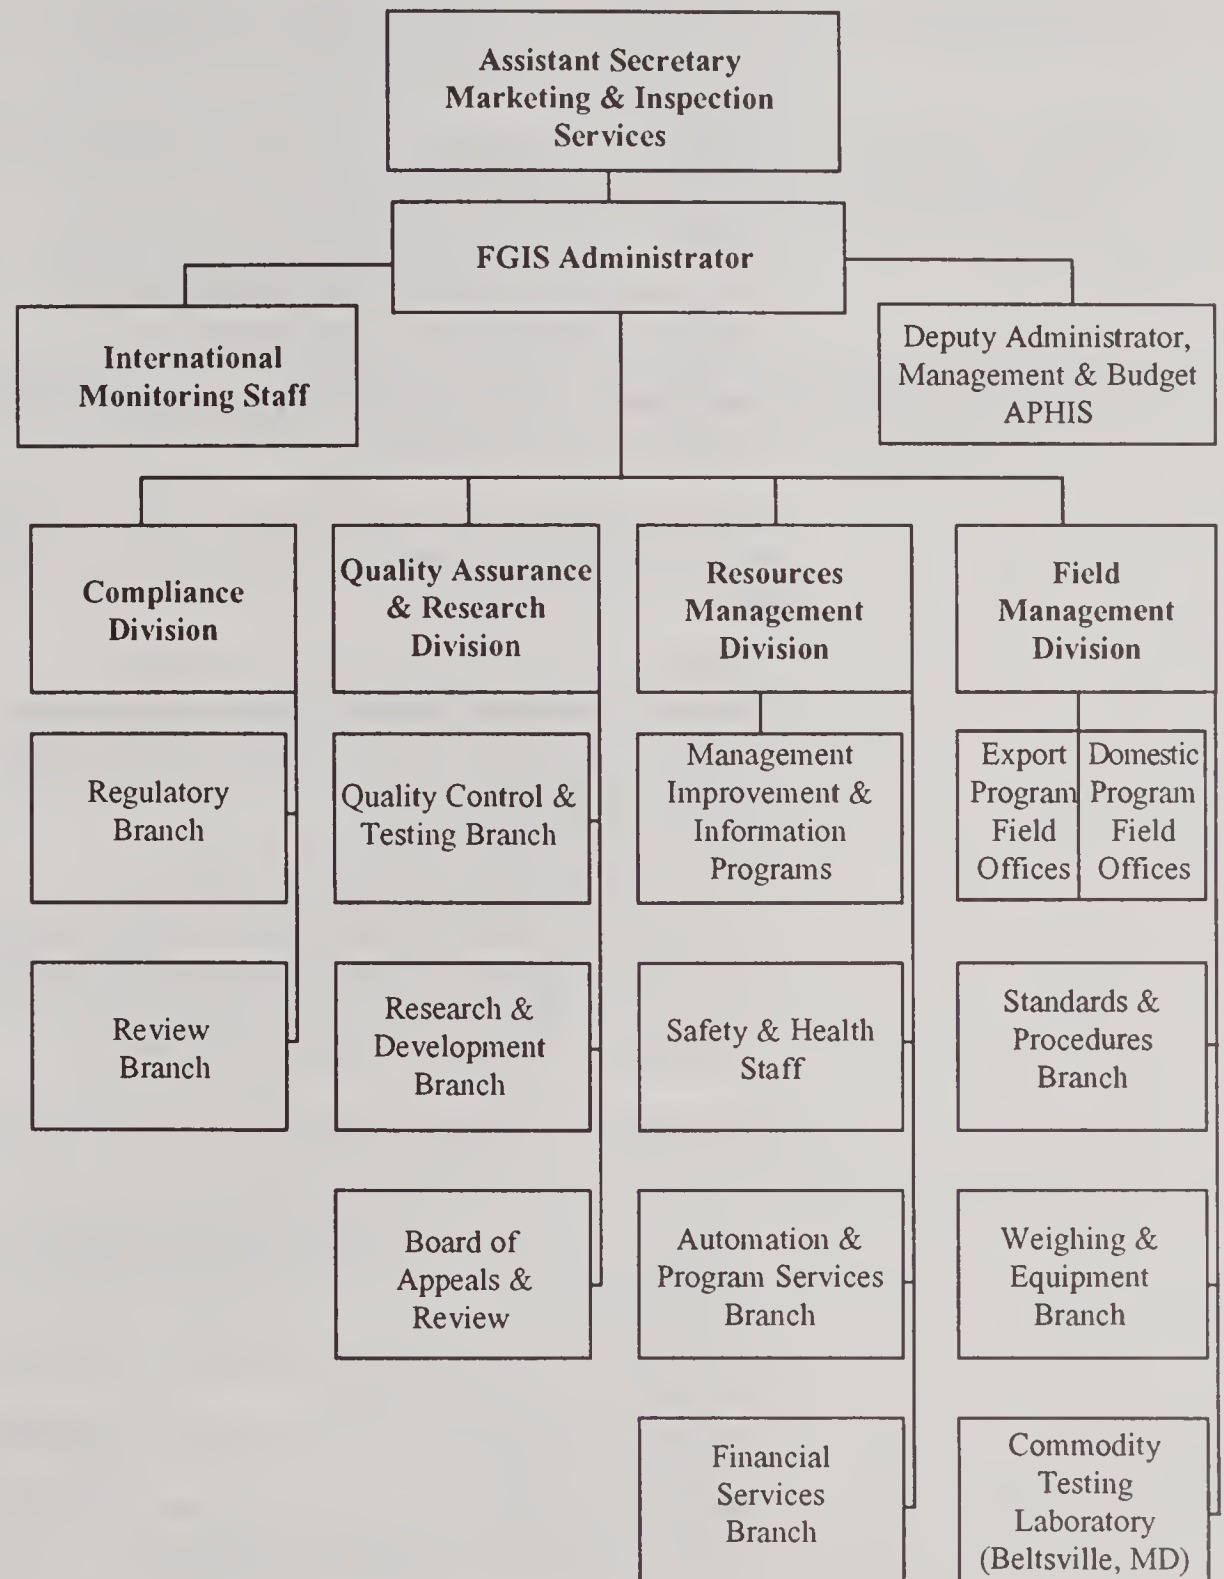 Assistant Secretary
Marketing & Inspection
Services
FGIS Administrator
International
Monitoring Staff
Deputy Administrator,
Management & Budget
APHIS
Compliance
Division
Quality Assurance
& Research
Division
Resources
Management
Division
Field
Management
Division
Regulatory
Branch
Quality Control &
Testing Branch
Management
Improvement &
Information
Programs
Export
Program
Field
Offices
Domestic
Program
Field
Offices
Review
Branch
Research &
Development
Branch
Safety & Health
Staff
Standards &
Procedures
Branch
Board of
Appeals &
Review
Automation &
Program Services
Branch
Weighing &
Equipment
Branch
Financial
Services
Branch
Commodity
Testing
Laboratory
(Beltsville, MD)